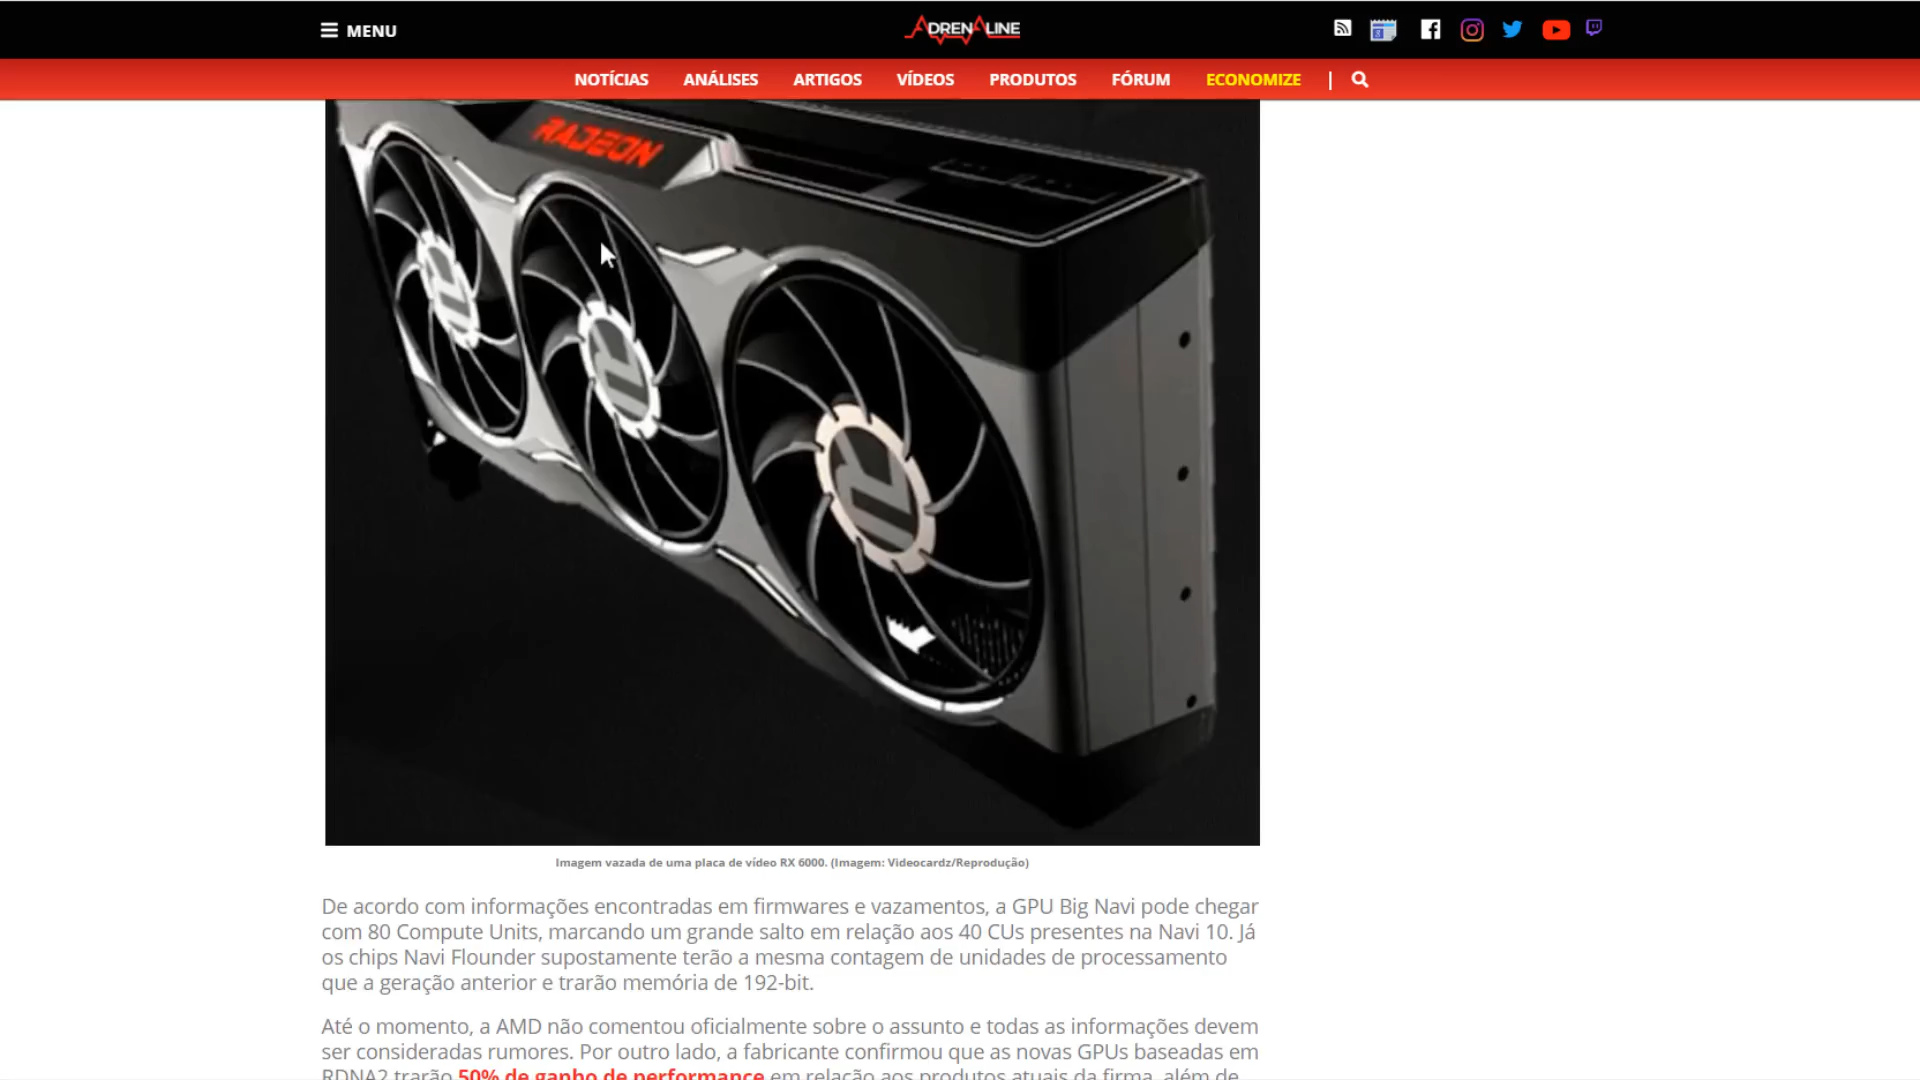 MENU
ADRENALINE
NOTÍCIAS ANÁLISES ARTIGOS VÍDEOS PRODUTOS FÓRUM ECONOMIZE
RADEON
Imagem vazada de uma placa de vídeo RX 6000. (Imagem: Videocardz/Reprodução)
De acordo com informações encontradas em firmwares e vazamentos, a GPU Big Navi pode chegar
com 80 Compute Units, marcando um grande salto em relação aos 40 CUs presentes na Navi 10. Já
os chips Navi Flounder supostamente terão a mesma contagem de unidades de processamento
que a geração anterior e trarão memória de 192-bit.
Até o momento, a AMD não comentou oficialmente sobre o assunto e todas as informações devem
ser consideradas rumores. Por outro lado, a fabricante confirmou que as novas GPUs baseadas em
RDNA2 trarão 50% de ganho de performance em relação aos produtos atuais da firma, além de